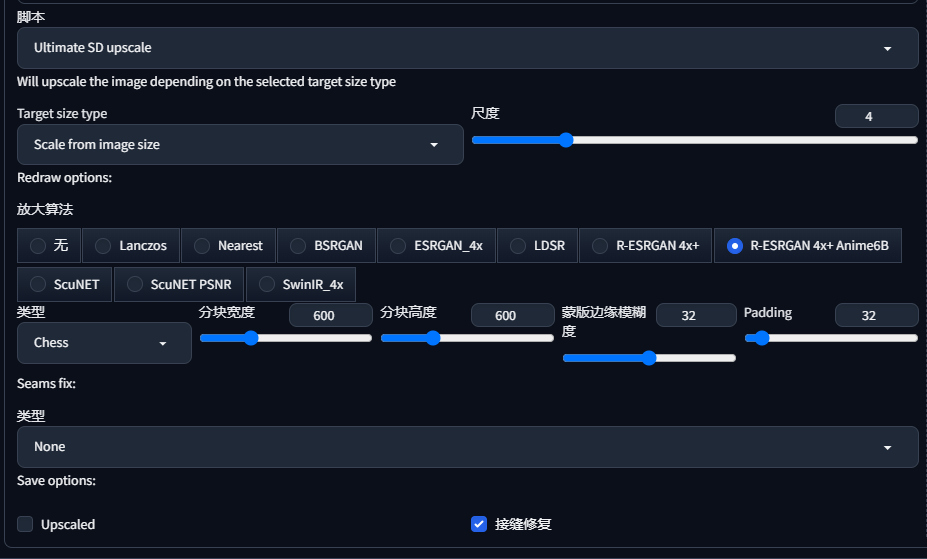 脚本
Ultimate SD upscale
Will upscale the image depending on the selected target size type
Target size type
尺度
4
Scale from image size
Redraw options:
放大算法
无
Lanczos
Nearest
BSRGAN
ESRGAN_4x
LDSR
R-ESRGAN 4x+
R-ESRGAN 4x+ Anime6B
ScuNET
ScuNET PSNR
SwinIR_4x
类型
Chess
分块宽度
600
分块高度
600
蒙版边缘模糊
度
32
Padding
32
Seams fix:
类型
None
Save options:
Upscaled
接缝修复